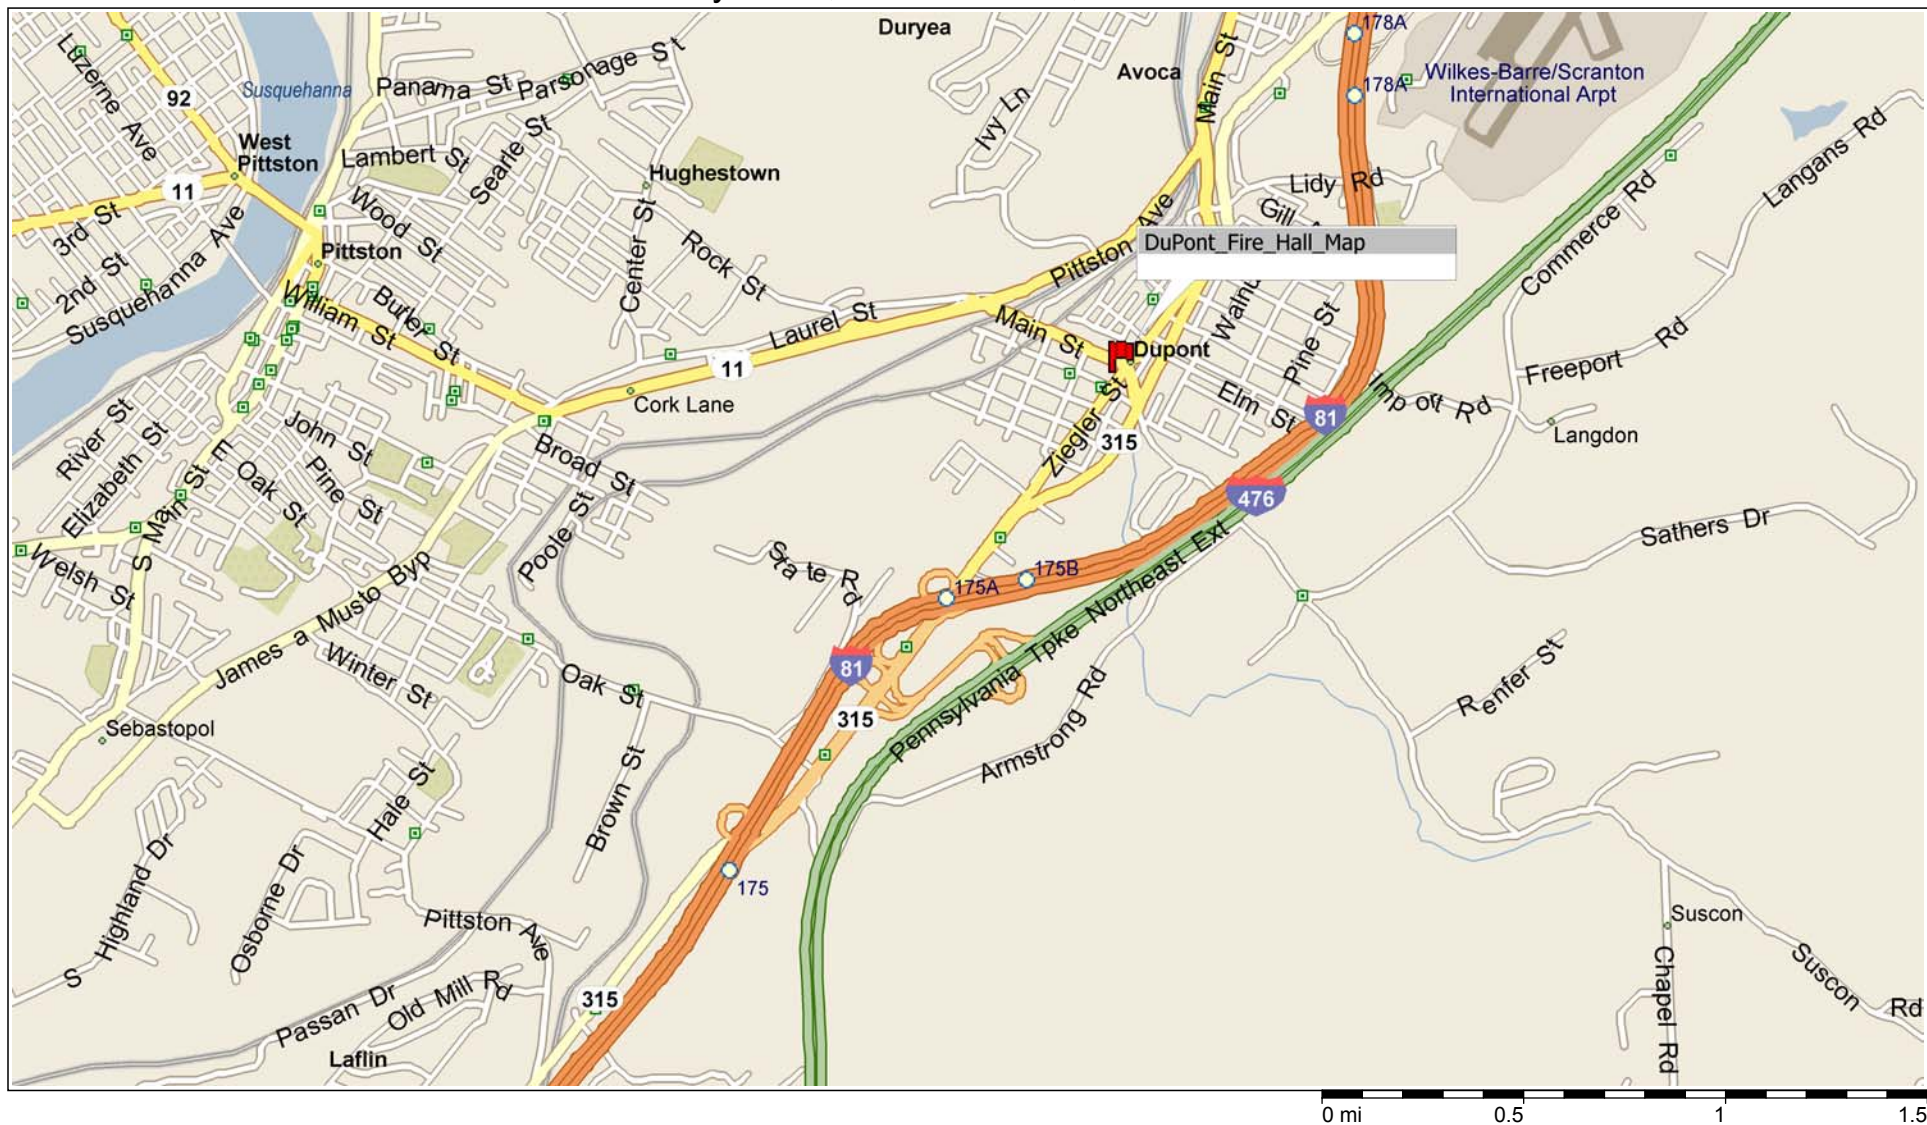 Duryea
Avoca
Main St
178A
178A
Wilkes-Barre/Scranton
International Arpt
Luzerne Ave
92
Susquehanna
Panama St
Parsonage St
West
Pittston
Lambert St
Searle St
Hughestown
Ivy Ln
Lidy Rd
Gill
Langans Rd
Commerce Rd
11
3rd St
2nd St
Susquehanna Ave
Wood St
Pittston
Center St
Rock St
Pittston Ave
DuPont_Fire_Hall_Map
William St
Butler St
Laurel St
Main St
Walnu
Pine St
Freeport Rd
11
Dupont
Cork Lane
Elm St
81
Imp ort Rd
Langdon
River St
Elizabeth St
John St
Pine St
Oak St
S Main St
E
Broad St
Poole St
Ziegler St
315
476
Sathers Dr
Welsh St
James a Musto Byp
Sta te Rd
175A
175B
Pennsylvania Tpke Northeast Ext
Winter St
Oak St
81
315
Armstrong Rd
Renfer St
Sebastopol
Hale St
Brown St
S Highland Dr
Osborne Dr
175
Pittston Ave
Suscon
Chapel Rd
Suscon Rd
Passan Dr
Old Mill Rd
315
Laflin
0 mi 0.5 1 1.5